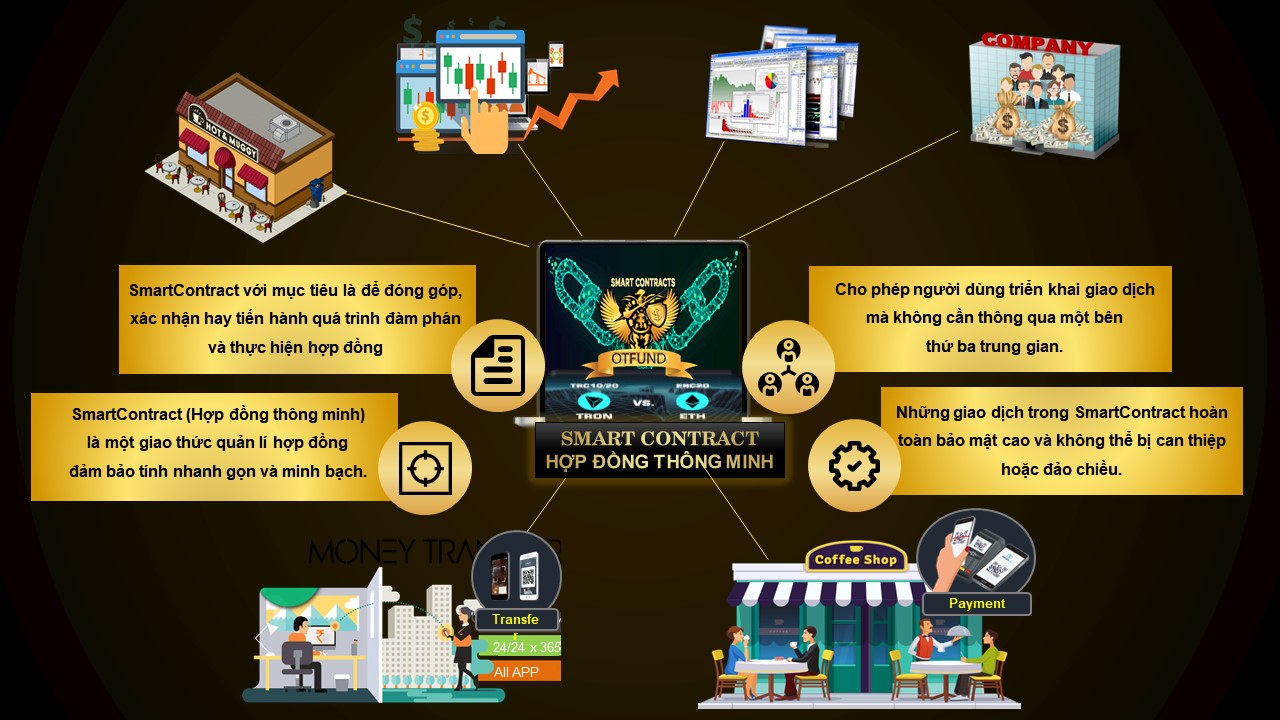 COMPANY
HOT & MUGGY
SmartContract với mục tiêu là để đóng góp,
xác nhận hay tiến hành quá trình đàm phán
và thực hiện hợp đồng
SMART CONTRACTS
OTFUND
TRC10/20
ERC20
VS.
TRON
ETH
Cho phép người dùng triển khai giao dịch
mà không cần thông qua một bên
thứ ba trung gian.
SmartContract (Hợp đồng thông minh)
là một giao thức quản lí hợp đồng
đảm bảo tính nhanh gọn và minh bạch.
SMART CONTRACT
HỢP ĐỒNG THÔNG MINH
Những giao dịch trong SmartContract hoàn
toàn bảo mật cao và không thể bị can thiệp
hoặc đảo chiều.
MONEY TRA
Transfe
r
24/24 x 365
All APP
Coffee Shop
Payment